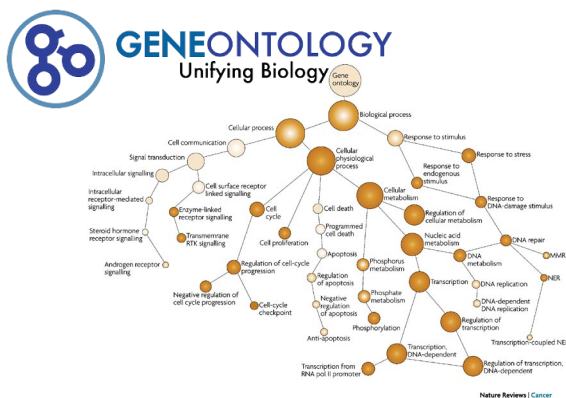 GENEONTOLOGY
Unifying Biology
Gene
ontology
Biological process
Cellular process
Response to stimulus
Cell communication
Cellular
physiological
process
Response to stress
Signal transduction
Response to
endogenous
stimulus
Intracellular signalling
Cell surface receptor
linked signalling
Cellular
metabolism
Intracellular
receptor-mediated
signalling
Enzyme-linked
receptor signalling
Cell
cycle
Cell death
Regulation of
cellular metabolism
Response to
DNA damage stimulus
Steroid hormone
receptor signalling
Transmemrane
RTK signalling
Cell proliferation
Programmed
cell death
Nucleic acid
metabolism
DNA repair
Androgen receptor
signalling
Regulation of cell-cycle
progression
Apoptosis
Phosphorus
metabolism
DNA
metabolism
MMR
Negative regulation of
cell cycle progression
Regulation
of apoptosis
Transcription
DNA replication
NER
Cell-cycle
checkpoint
Negative
regulation
of apoptosis
Phosphate
metabolism
DNA-dependent
DNA replication
Anti-apoptosis
Phosphorylation
Regulation of
transcription
Transcription-coupled NE
Transcription,
DNA-dependent
Transcription from
RNA pol II promoter
Regulation of transcription,
DNA-dependent
Nature Reviews | Cancer